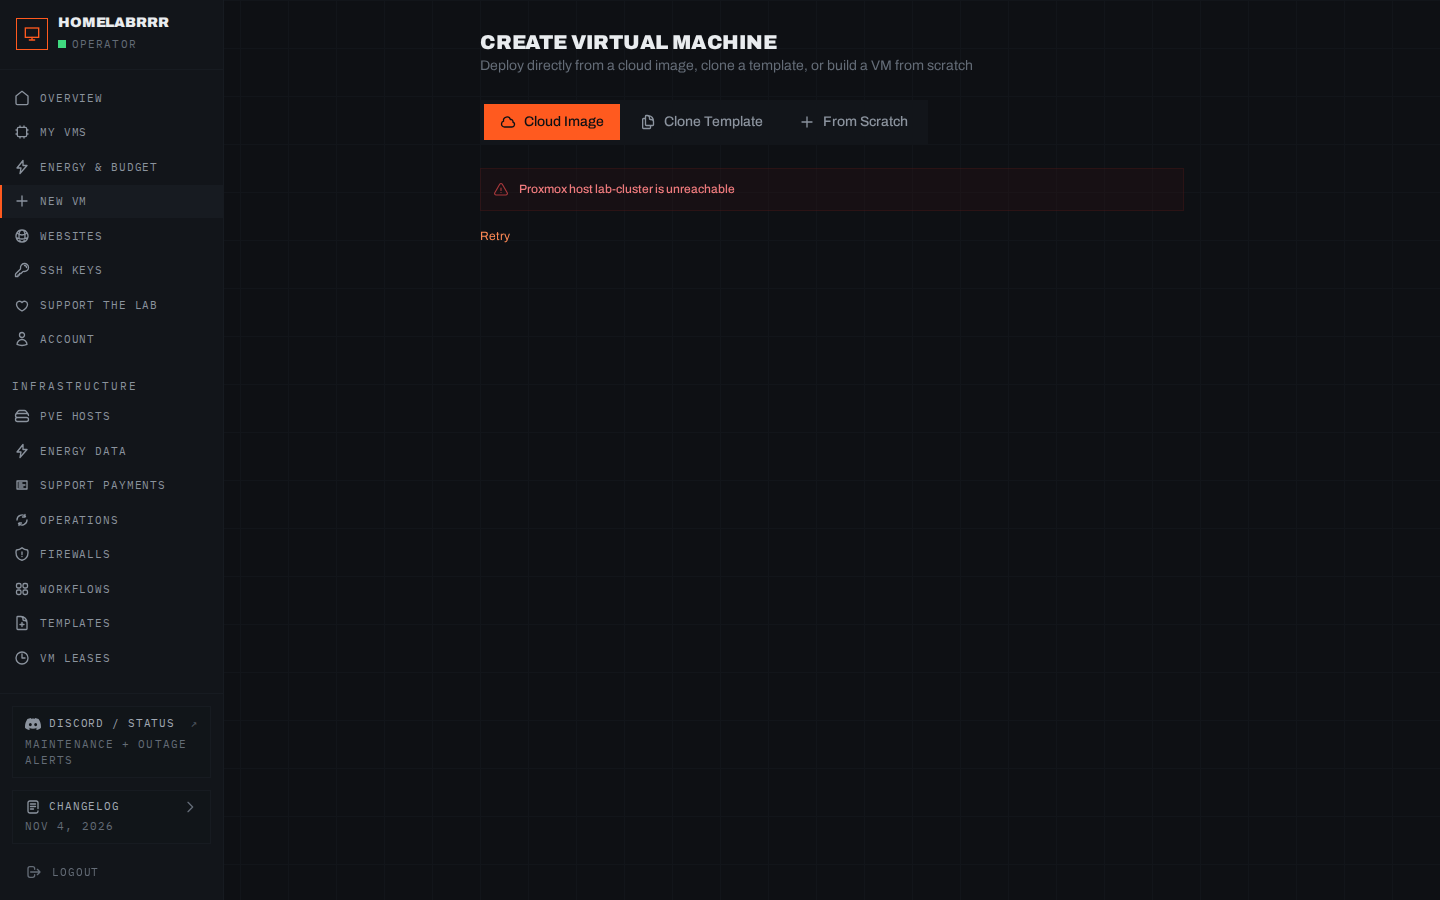 HOMELABRRR
OPERATOR
OVERVIEW
MY VMS
ENERGY & BUDGET
NEW VM
WEBSITES
SSH KEYS
SUPPORT THE LAB
ACCOUNT
INFRASTRUCTURE
PVE HOSTS
ENERGY DATA
SUPPORT PAYMENTS
OPERATIONS
FIREWALLS
WORKFLOWS
TEMPLATES
VM LEASES
DISCORD / STATUS ↗
MAINTENANCE + OUTAGE
ALERTS
CHANGELOG
NOV 4, 2026
LOGOUT
CREATE VIRTUAL MACHINE
Deploy directly from a cloud image, clone a template, or build a VM from scratch
Cloud Image
Clone Template
From Scratch
Proxmox host lab-cluster is unreachable
Retry